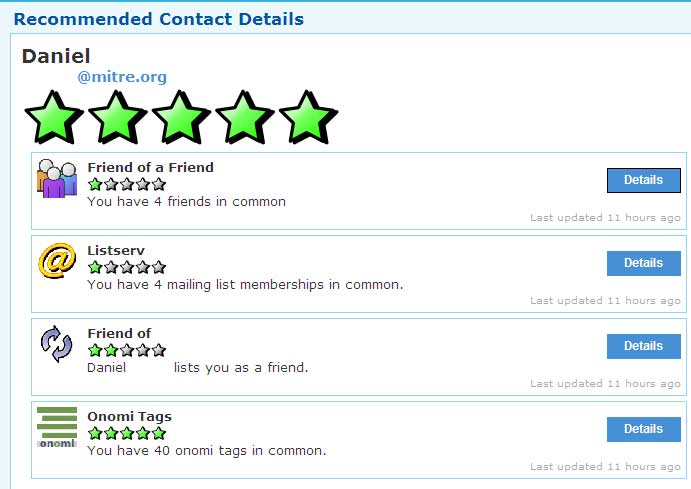 Recommended Contact Details
Daniel
@mitre.org
Friend of a Friend
You have 4 friends in common
Details
Last updated 11 hours ago
Listserv
You have 4 mailing list memberships in common.
Details
Last updated 11 hours ago
Friend of
Daniel lists you as a friend.
Details
Last updated 11 hours ago
onomi
Onomi Tags
You have 40 onomi tags in common.
Details
Last updated 11 hours ago